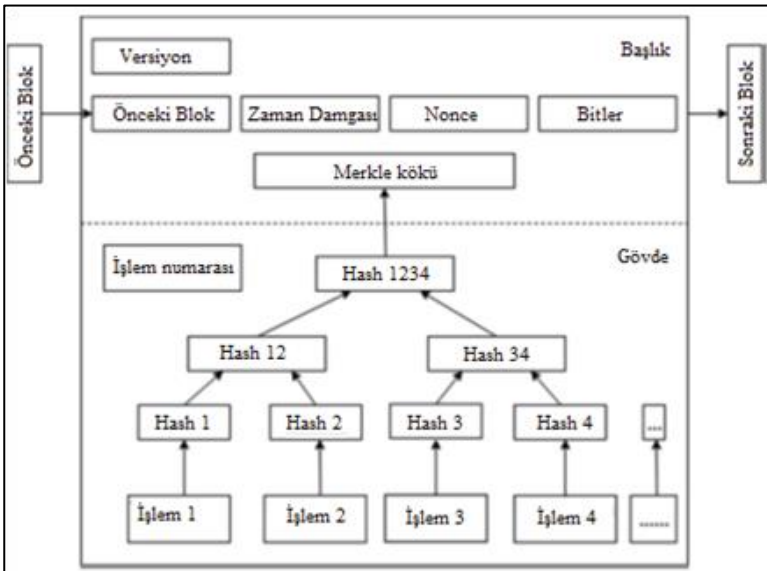 Önceki Blok
Başlık
Versiyon
Önceki Blok
Zaman Damgası
Nonce
Bitler
Sonraki Blok
Merkle kökü
Gövde
İşlem numarası
Hash 1234
Hash 12
Hash 34
Hash 1
Hash 2
Hash 3
Hash 4
...
İşlem 1
İşlem 2
İşlem 3
İşlem 4
......